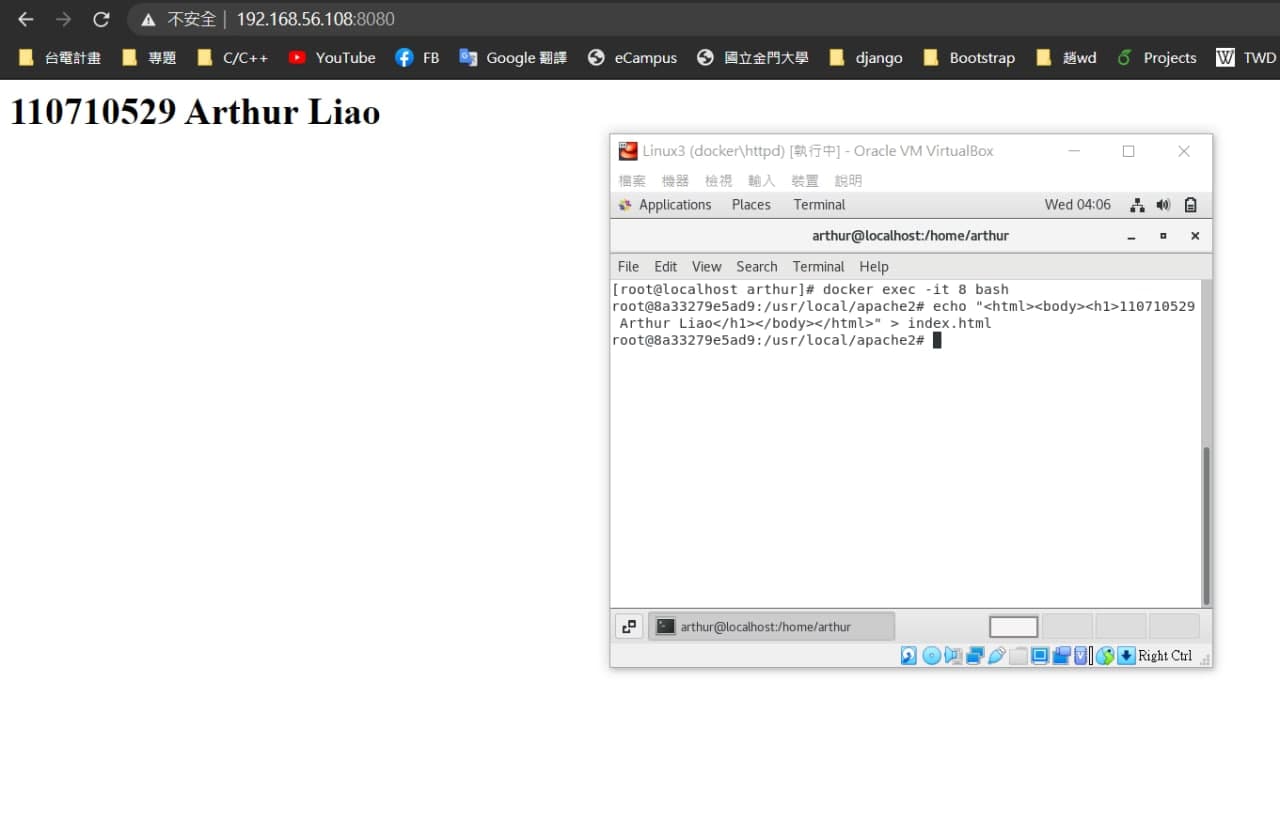 不安全 | 192.168.56.108:8080
台電計畫 專題 C/C++ YouTube FB Google 翻譯 eCampus 國立金門大學 django Bootstrap 趙wd Projects TWD
110710529 Arthur Liao
Linux3 (docker\httpd) [執行中] - Oracle VM VirtualBox
檔案 機器 檢視 輸入 裝置 說明
Applications Places Terminal Wed 04:06
arthur@localhost:/home/arthur
File Edit View Search Terminal Help
[root@localhost arthur]# docker exec -it 8 bash
root@8a33279e5ad9:/usr/local/apache2# echo "<html><body><h1>110710529
 Arthur Liao</h1></body></html>" > index.html
root@8a33279e5ad9:/usr/local/apache2#
arthur@localhost:/home/arthur
Right Ctrl